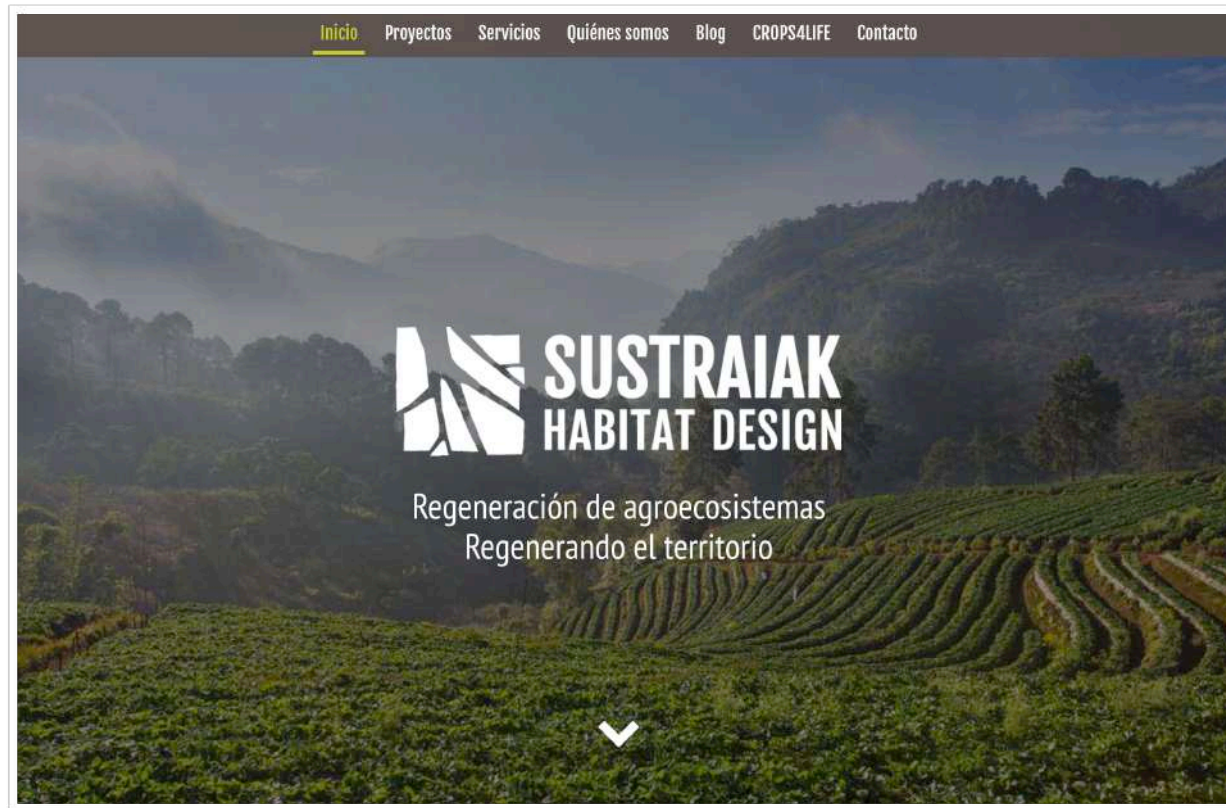 Inicio Proyectos Servicios Quiénes somos Blog CROPS4LIFE Contacto
SUSTRAIAK
HABITAT DESIGN
Regeneración de agroecosistemas
Regenerando el territorio